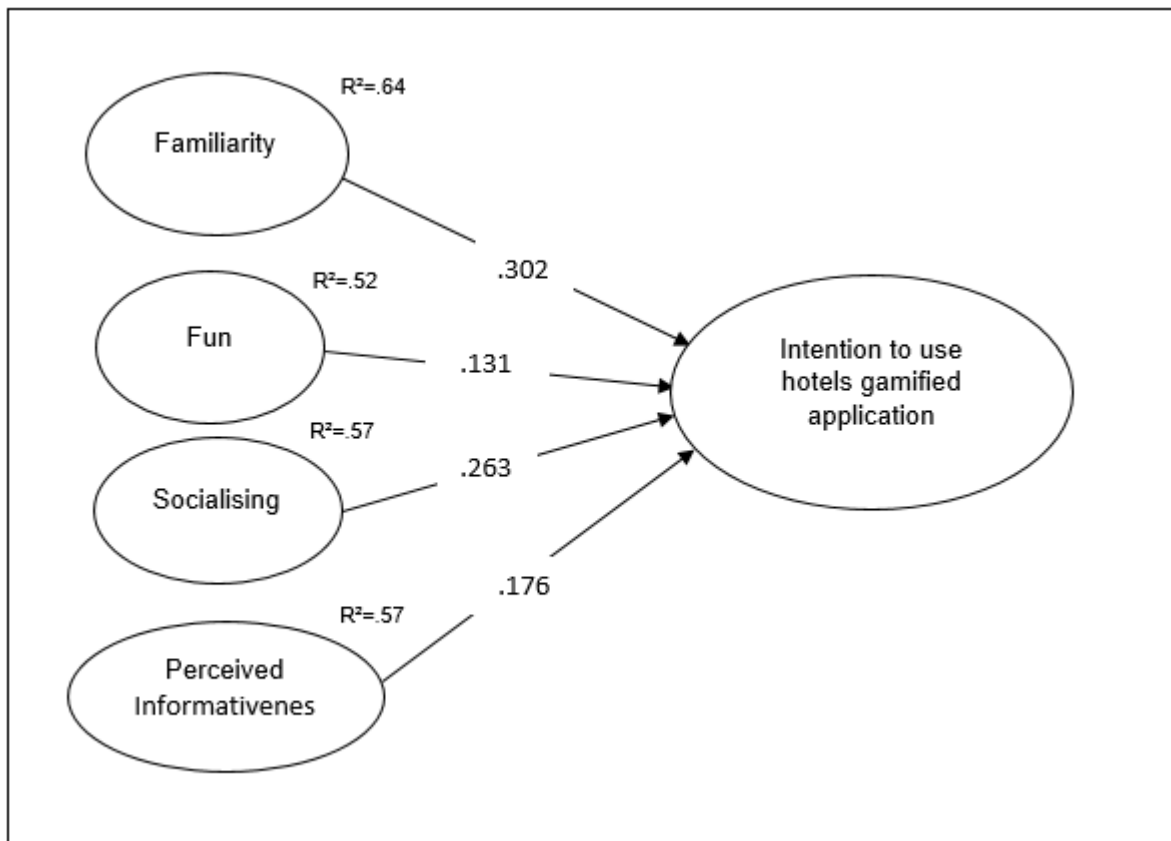 R²=.64
Familiarity
.302
R²=.52
Fun
.131
Intention to use
hotels gamified
application
R²=.57
Socialising
.263
.176
R²=.57
Perceived
Informativenes